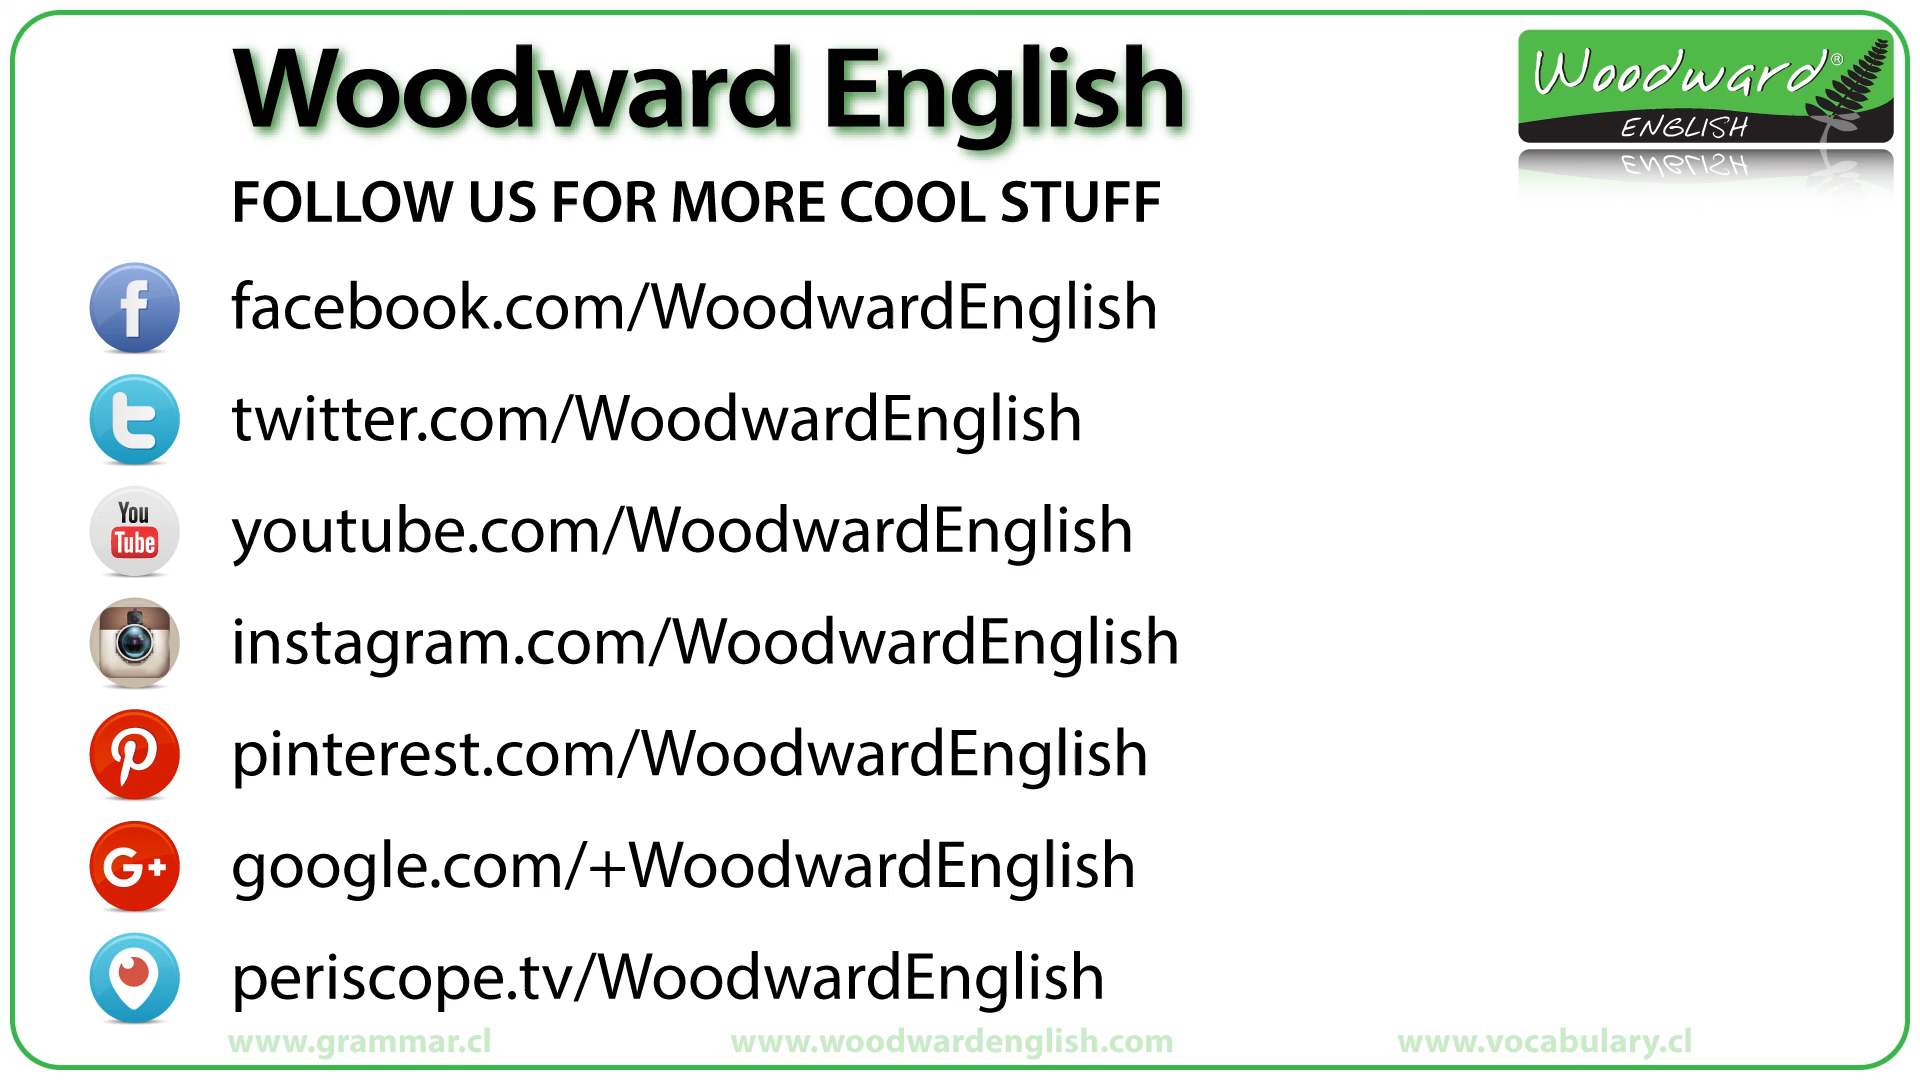 Woodward English
Woodward®
ENGLISH
FOLLOW US FOR MORE COOL STUFF
f facebook.com/WoodwardEnglish
t twitter.com/WoodwardEnglish
You
Tube youtube.com/WoodwardEnglish
instagram.com/WoodwardEnglish
pinterest.com/WoodwardEnglish
G+ google.com/+WoodwardEnglish
periscope.tv/WoodwardEnglish
www.grammar.cl www.woodwardenglish.com www.vocabulary.cl